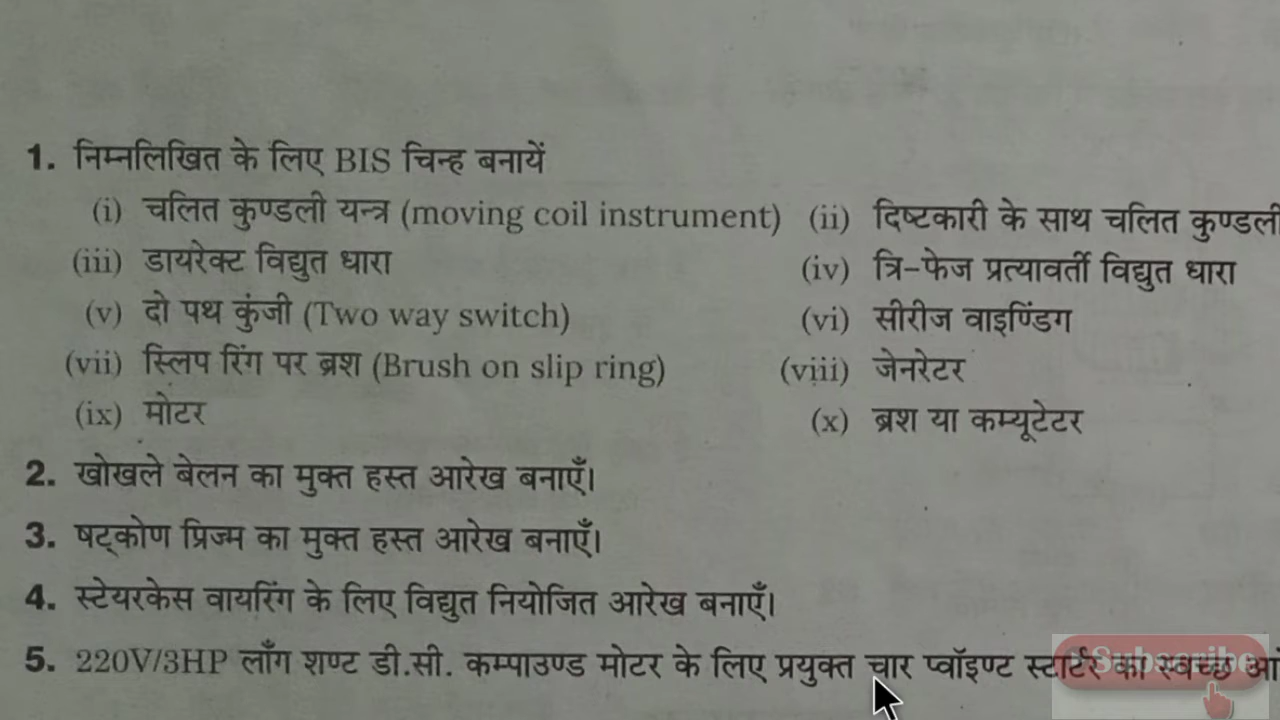 1. निम्नलिखित के लिए BIS चिन्ह बनायें
(i) चलित कुण्डली यन्त्र (moving coil instrument) (ii) दिष्टकारी के साथ चलित कुण्डली
(iii) डायरेक्ट विद्युत धारा (iv) त्रि-फेज प्रत्यावर्ती विद्युत धारा
(v) दो पथ कुंजी (Two way switch) (vi) सीरीज वाइण्डिंग
(vii) स्लिप रिंग पर ब्रश (Brush on slip ring) (viii) जेनरेटर
(ix) मोटर (x) ब्रश या कम्यूटेटर
2. खोखले बेलन का मुक्त हस्त आरेख बनाएँ।
3. षट्कोण प्रिज्म का मुक्त हस्त आरेख बनाएँ।
4. स्टेयरकेस वायरिंग के लिए विद्युत नियोजित आरेख बनाएँ।
5. 220V/3HP लाँग शण्ट डी.सी. कम्पाउण्ड मोटर के लिए प्रयुक्त चार प्वॉइण्ट स्टार्टर का स्वच्छ
Subscribe